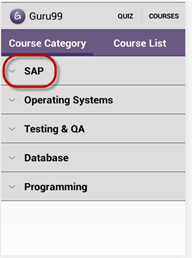 Guru99 QUIZ COURSES
Course Category Course List
SAP
Operating Systems
Testing & QA
Database
Programming